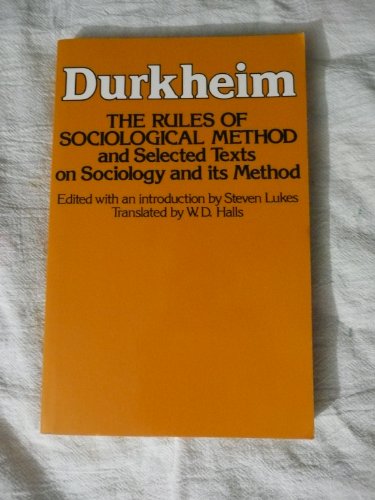 Durkheim
THE RULES OF
SOCIOLOGICAL METHOD
and Selected Texts
on Sociology and its Method
Edited with an introduction by Steven Lukes
Translated by W.D. Halls